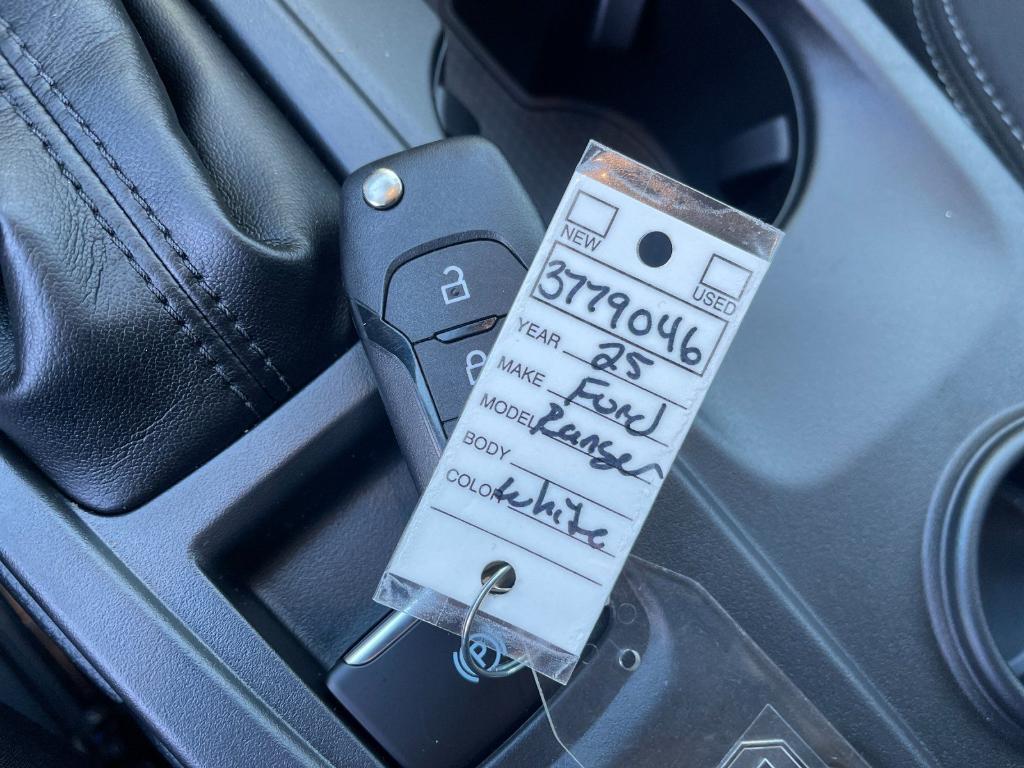 NEW
USED
3779046
YEAR 25
MAKE Ford
MODEL Ranger
BODY
COLOR White
P